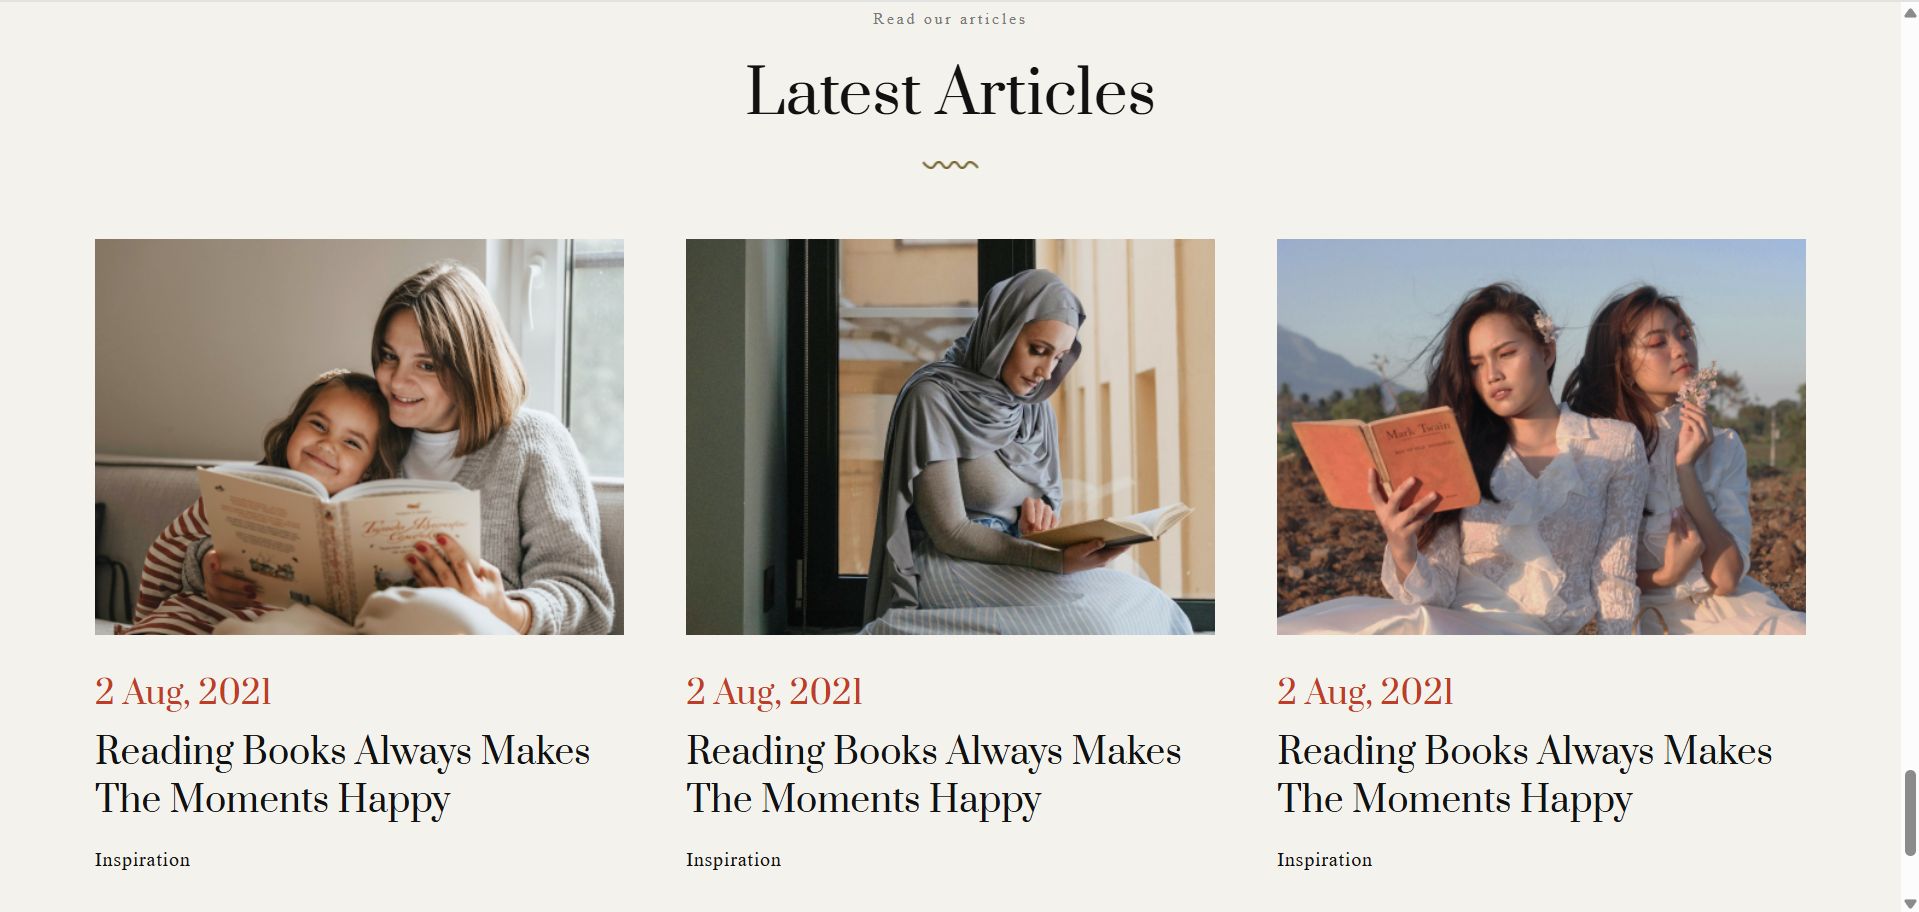 Read our articles
Latest Articles
Mark Twain
2 Aug, 2021
Reading Books Always Makes
The Moments Happy
Inspiration
2 Aug, 2021
Reading Books Always Makes
The Moments Happy
Inspiration
2 Aug, 2021
Reading Books Always Makes
The Moments Happy
Inspiration